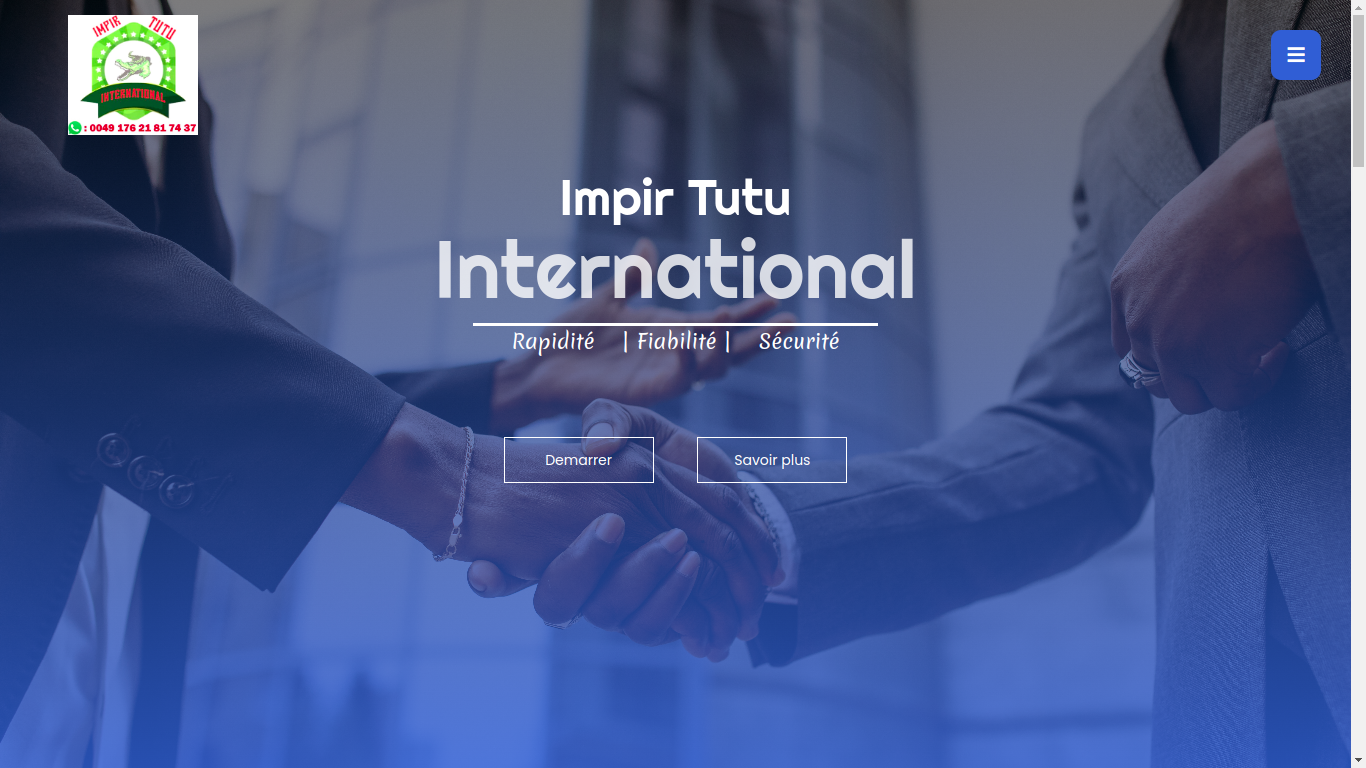 IMPIR TUTU
INTERNATIONAL
: 0049 176 21 81 74 37
Impir Tutu
International
Rapidité | Fiabilité | Sécurité
Demarrer
Savoir plus